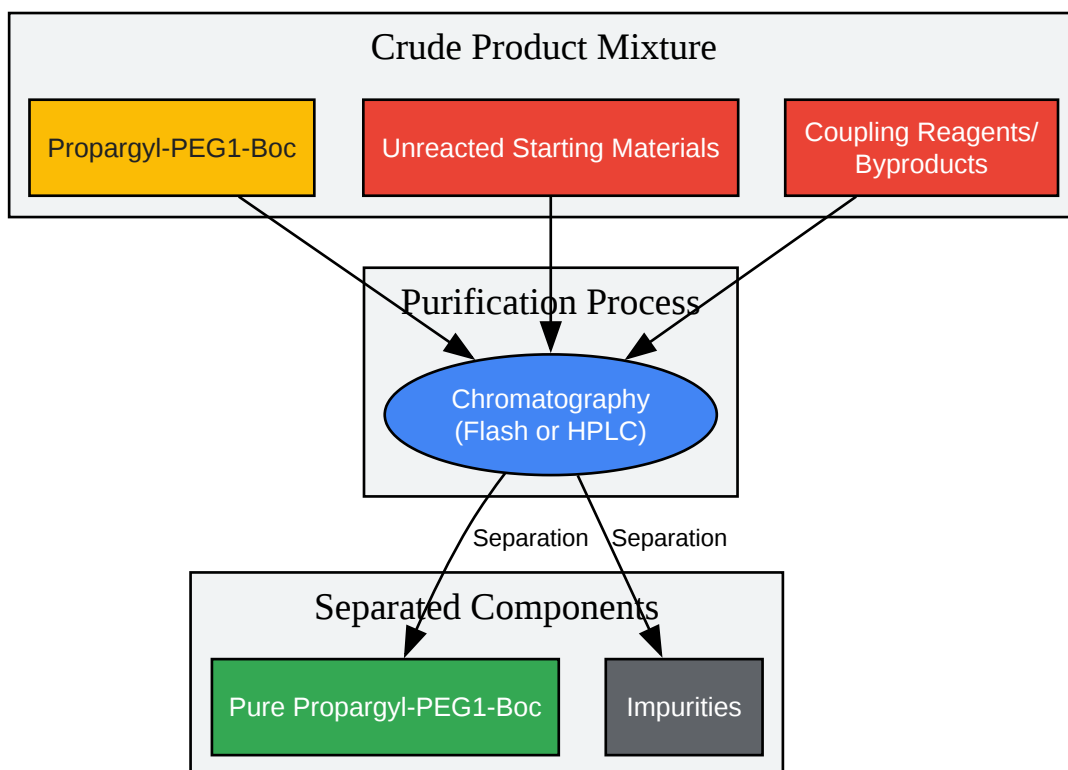 Crude Product Mixture
Propargyl-PEG1-Boc
Unreacted Starting Materials
Coupling Reagents/
Byproducts
Purification Process
Chromatography
(Flash or HPLC)
Separation
Separation
Separated Components
Pure Propargyl-PEG1-Boc
Impurities